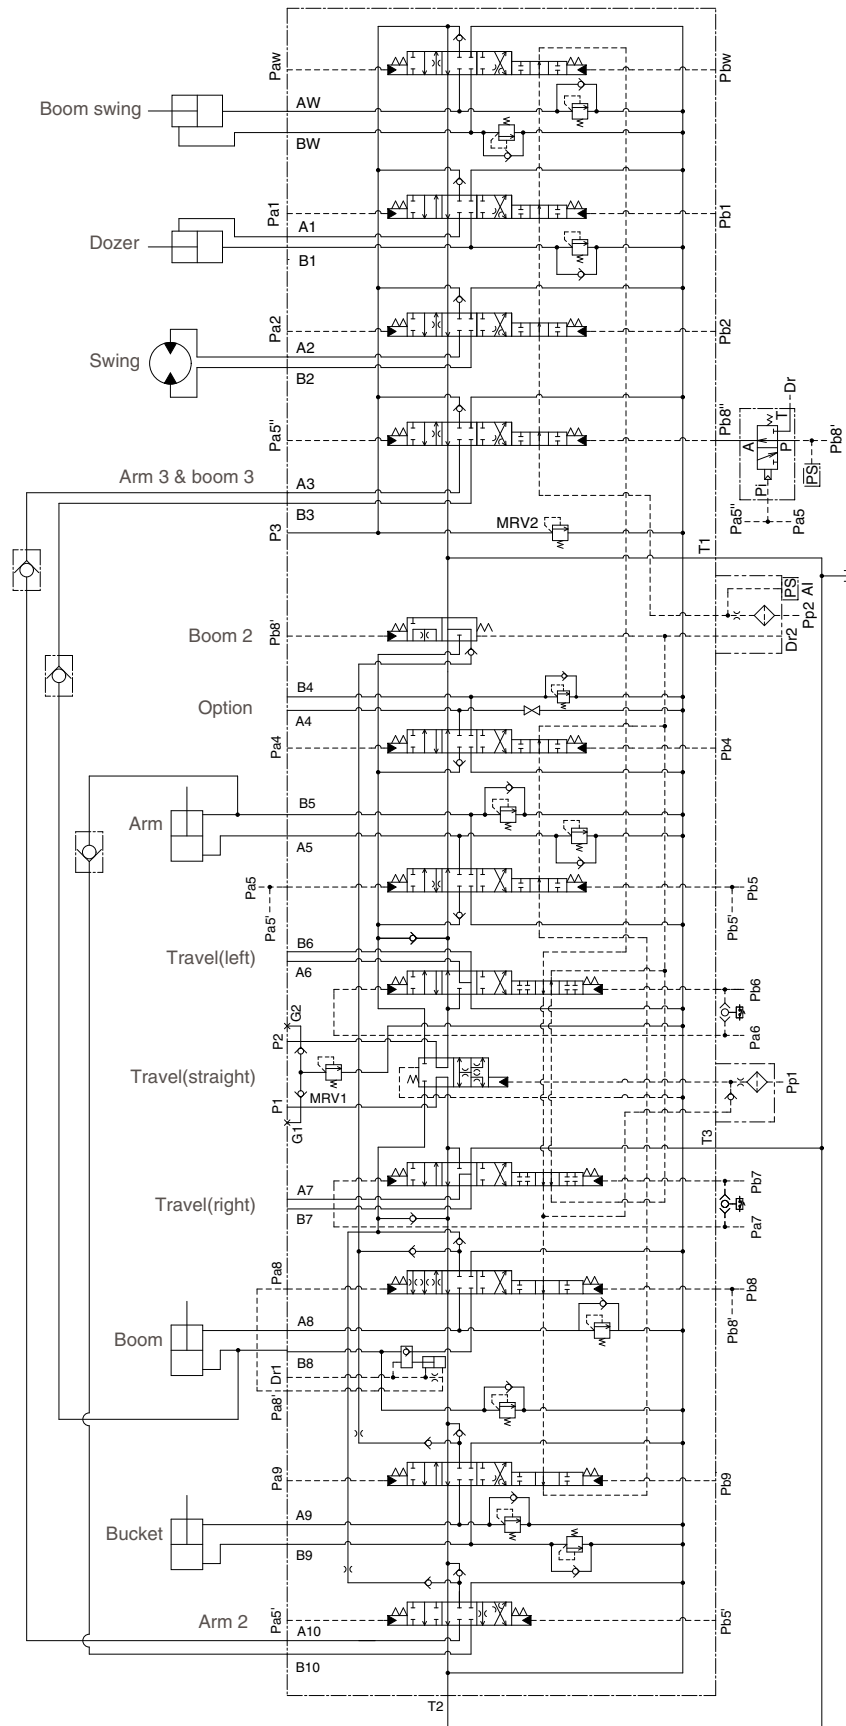 Paw
Pbw
Boom swing
AW
BW
Pa1
Pb1
Dozer
A1
B1
Pa2
Pb2
Swing
A2
B2
Pa5"
Pb8"
Dr
T
A
P
Pb8'
PS
Pi
Pa5"
Pa5
Arm 3 & boom 3
A3
B3
P3
MRV2
T1
PS
AI
Pp2
Dr2
Boom 2
Pb8'
Option
B4
A4
Pa4
Pb4
Arm
B5
A5
Pa5
Pa5'
Pb5
Pb5'
Travel(left)
B6
A6
Pb6
Pa6
G2
P2
Travel(straight)
MRV1
P1
G1
Pp1
T3
Travel(right)
A7
B7
Pb7
Pa7
Pa8
Pb8
Pb8'
Boom
A8
B8
Dr1
Pa8'
Pa9
Pb9
Bucket
A9
B9
Arm 2
Pa5'
Pb5'
A10
B10
T2